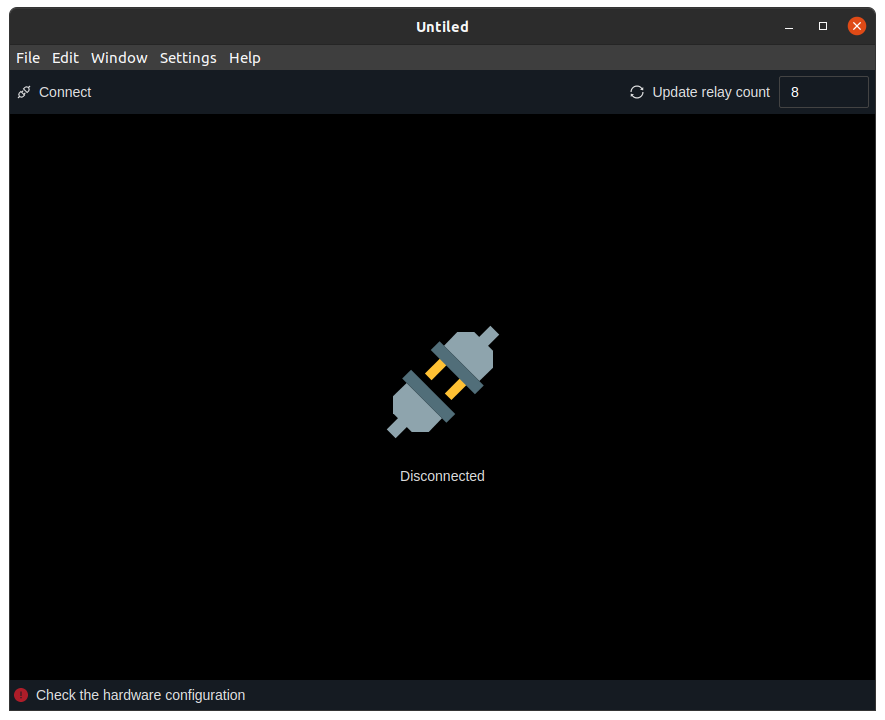 Untiled
File Edit Window Settings Help
Connect Update relay count 8
Disconnected
Check the hardware configuration